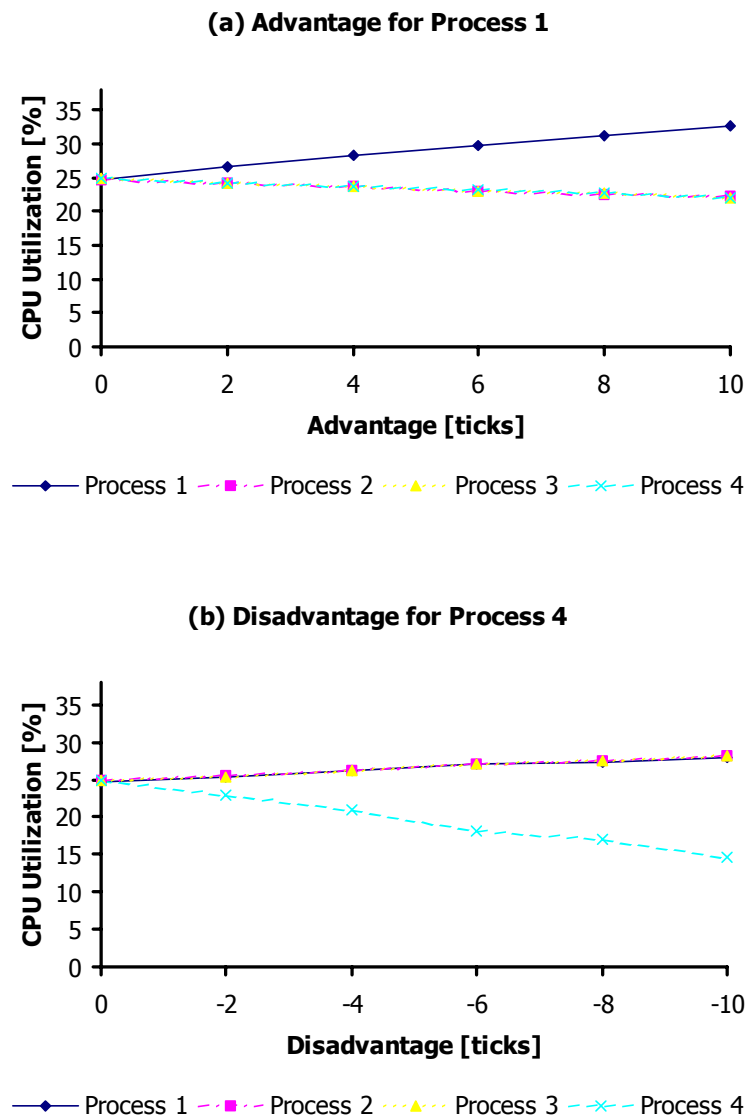 (a) Advantage for Process 1
CPU Utilization [%]
35
30
25
20
15
10
5
0
0 2 4 6 8 10
Advantage [ticks]
Process 1 Process 2 Process 3 Process 4
(b) Disadvantage for Process 4
CPU Utilization [%]
35
30
25
20
15
10
5
0
0 -2 -4 -6 -8 -10
Disadvantage [ticks]
Process 1 Process 2 Process 3 Process 4